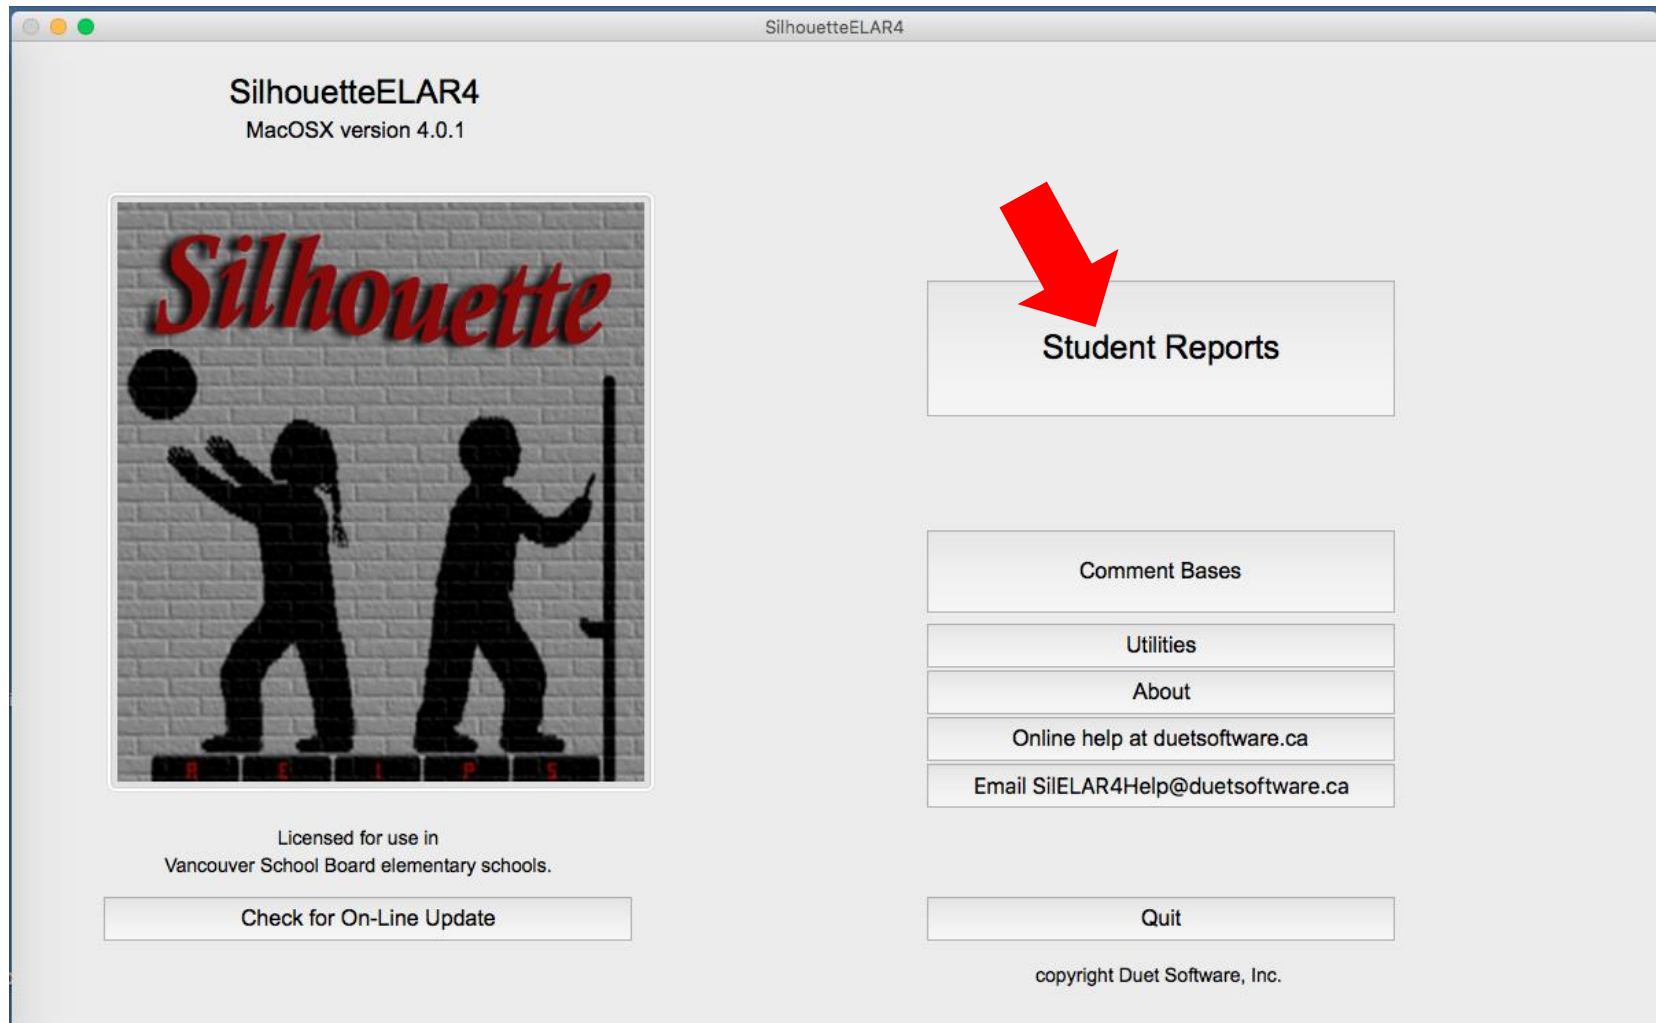 SilhouetteELAR4
SilhouetteELAR4
MacOSX version 4.0.1
Silhouette
R E I P S
Licensed for use in
Vancouver School Board elementary schools.
Check for On-Line Update
Student Reports
Comment Bases
Utilities
About
Online help at duetsoftware.ca
Email SilELAR4Help@duetsoftware.ca
Quit
copyright Duet Software, Inc.